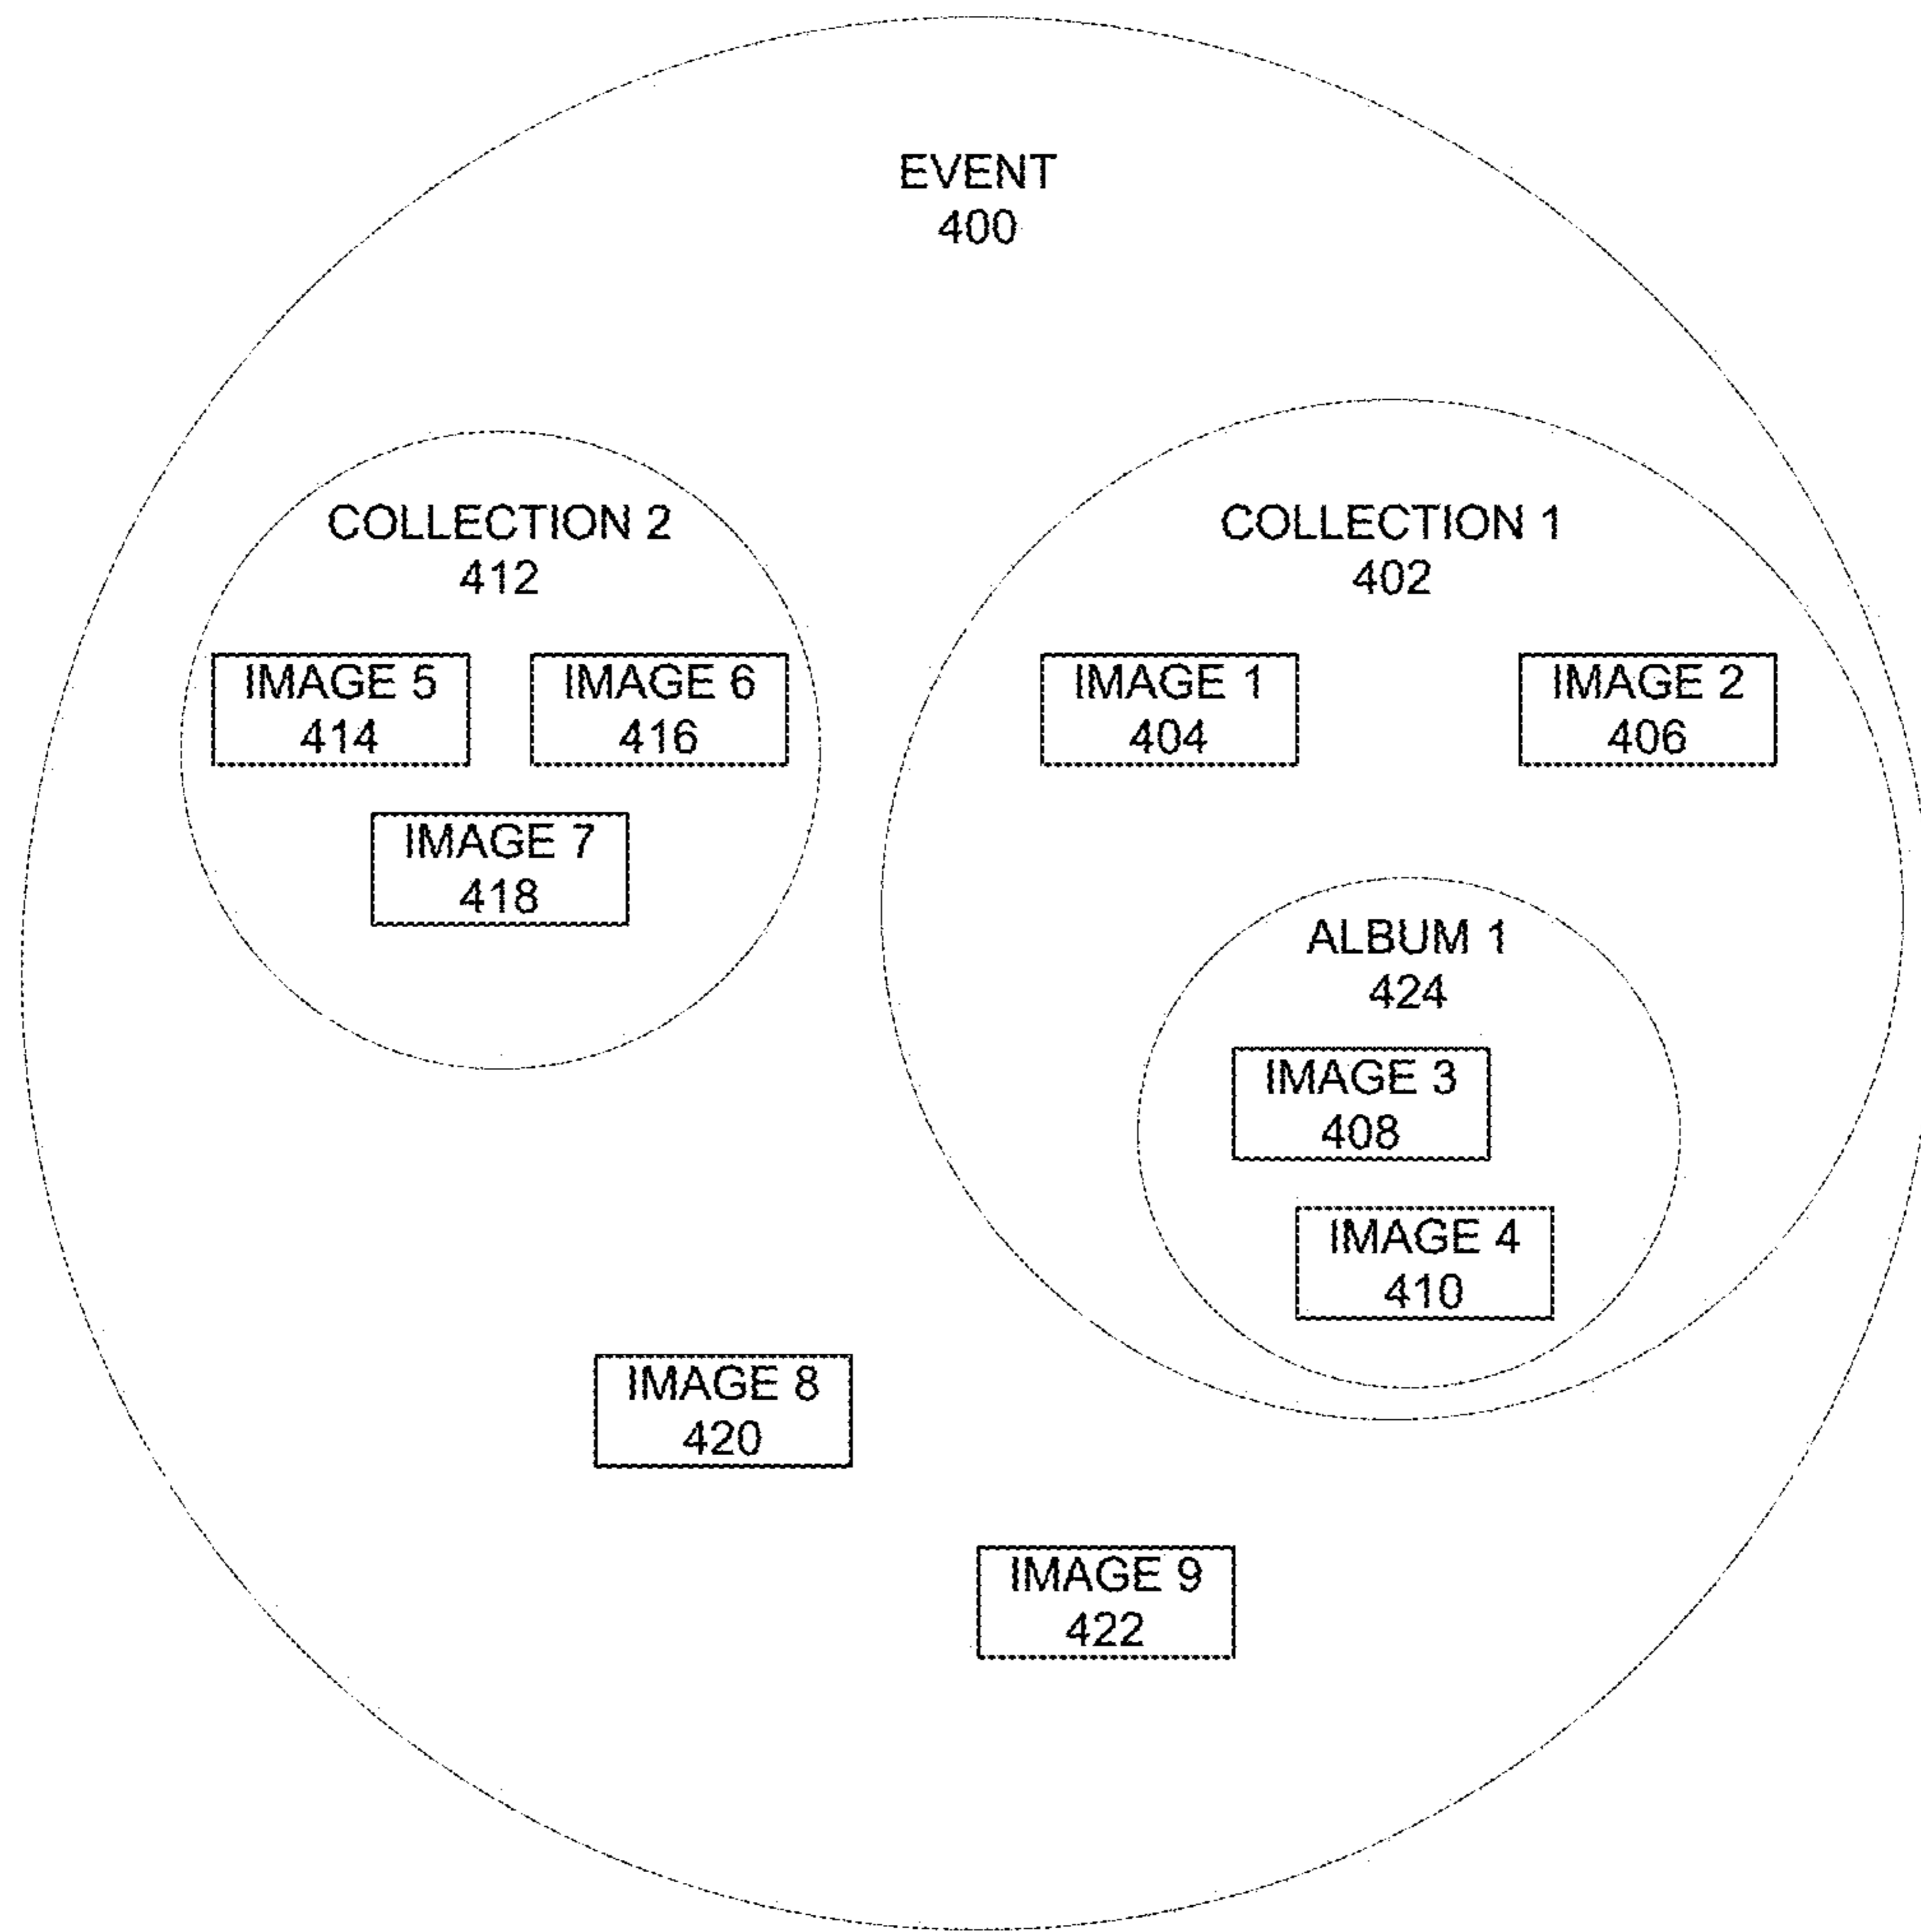 EVENT
400
COLLECTION 2
412
IMAGE 5
414
IMAGE 6
416
IMAGE 7
418
COLLECTION 1
402
IMAGE 1
404
IMAGE 2
406
ALBUM 1
424
IMAGE 3
408
IMAGE 4
410
IMAGE 8
420
IMAGE 9
422